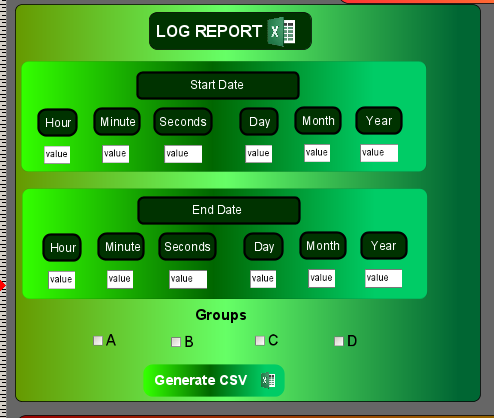 LOG REPORT
Start Date
Hour Minute Seconds Day Month Year
value value value value value value
End Date
Hour Minute Seconds Day Month Year
value value value value value value
Groups
A B C D
Generate CSV